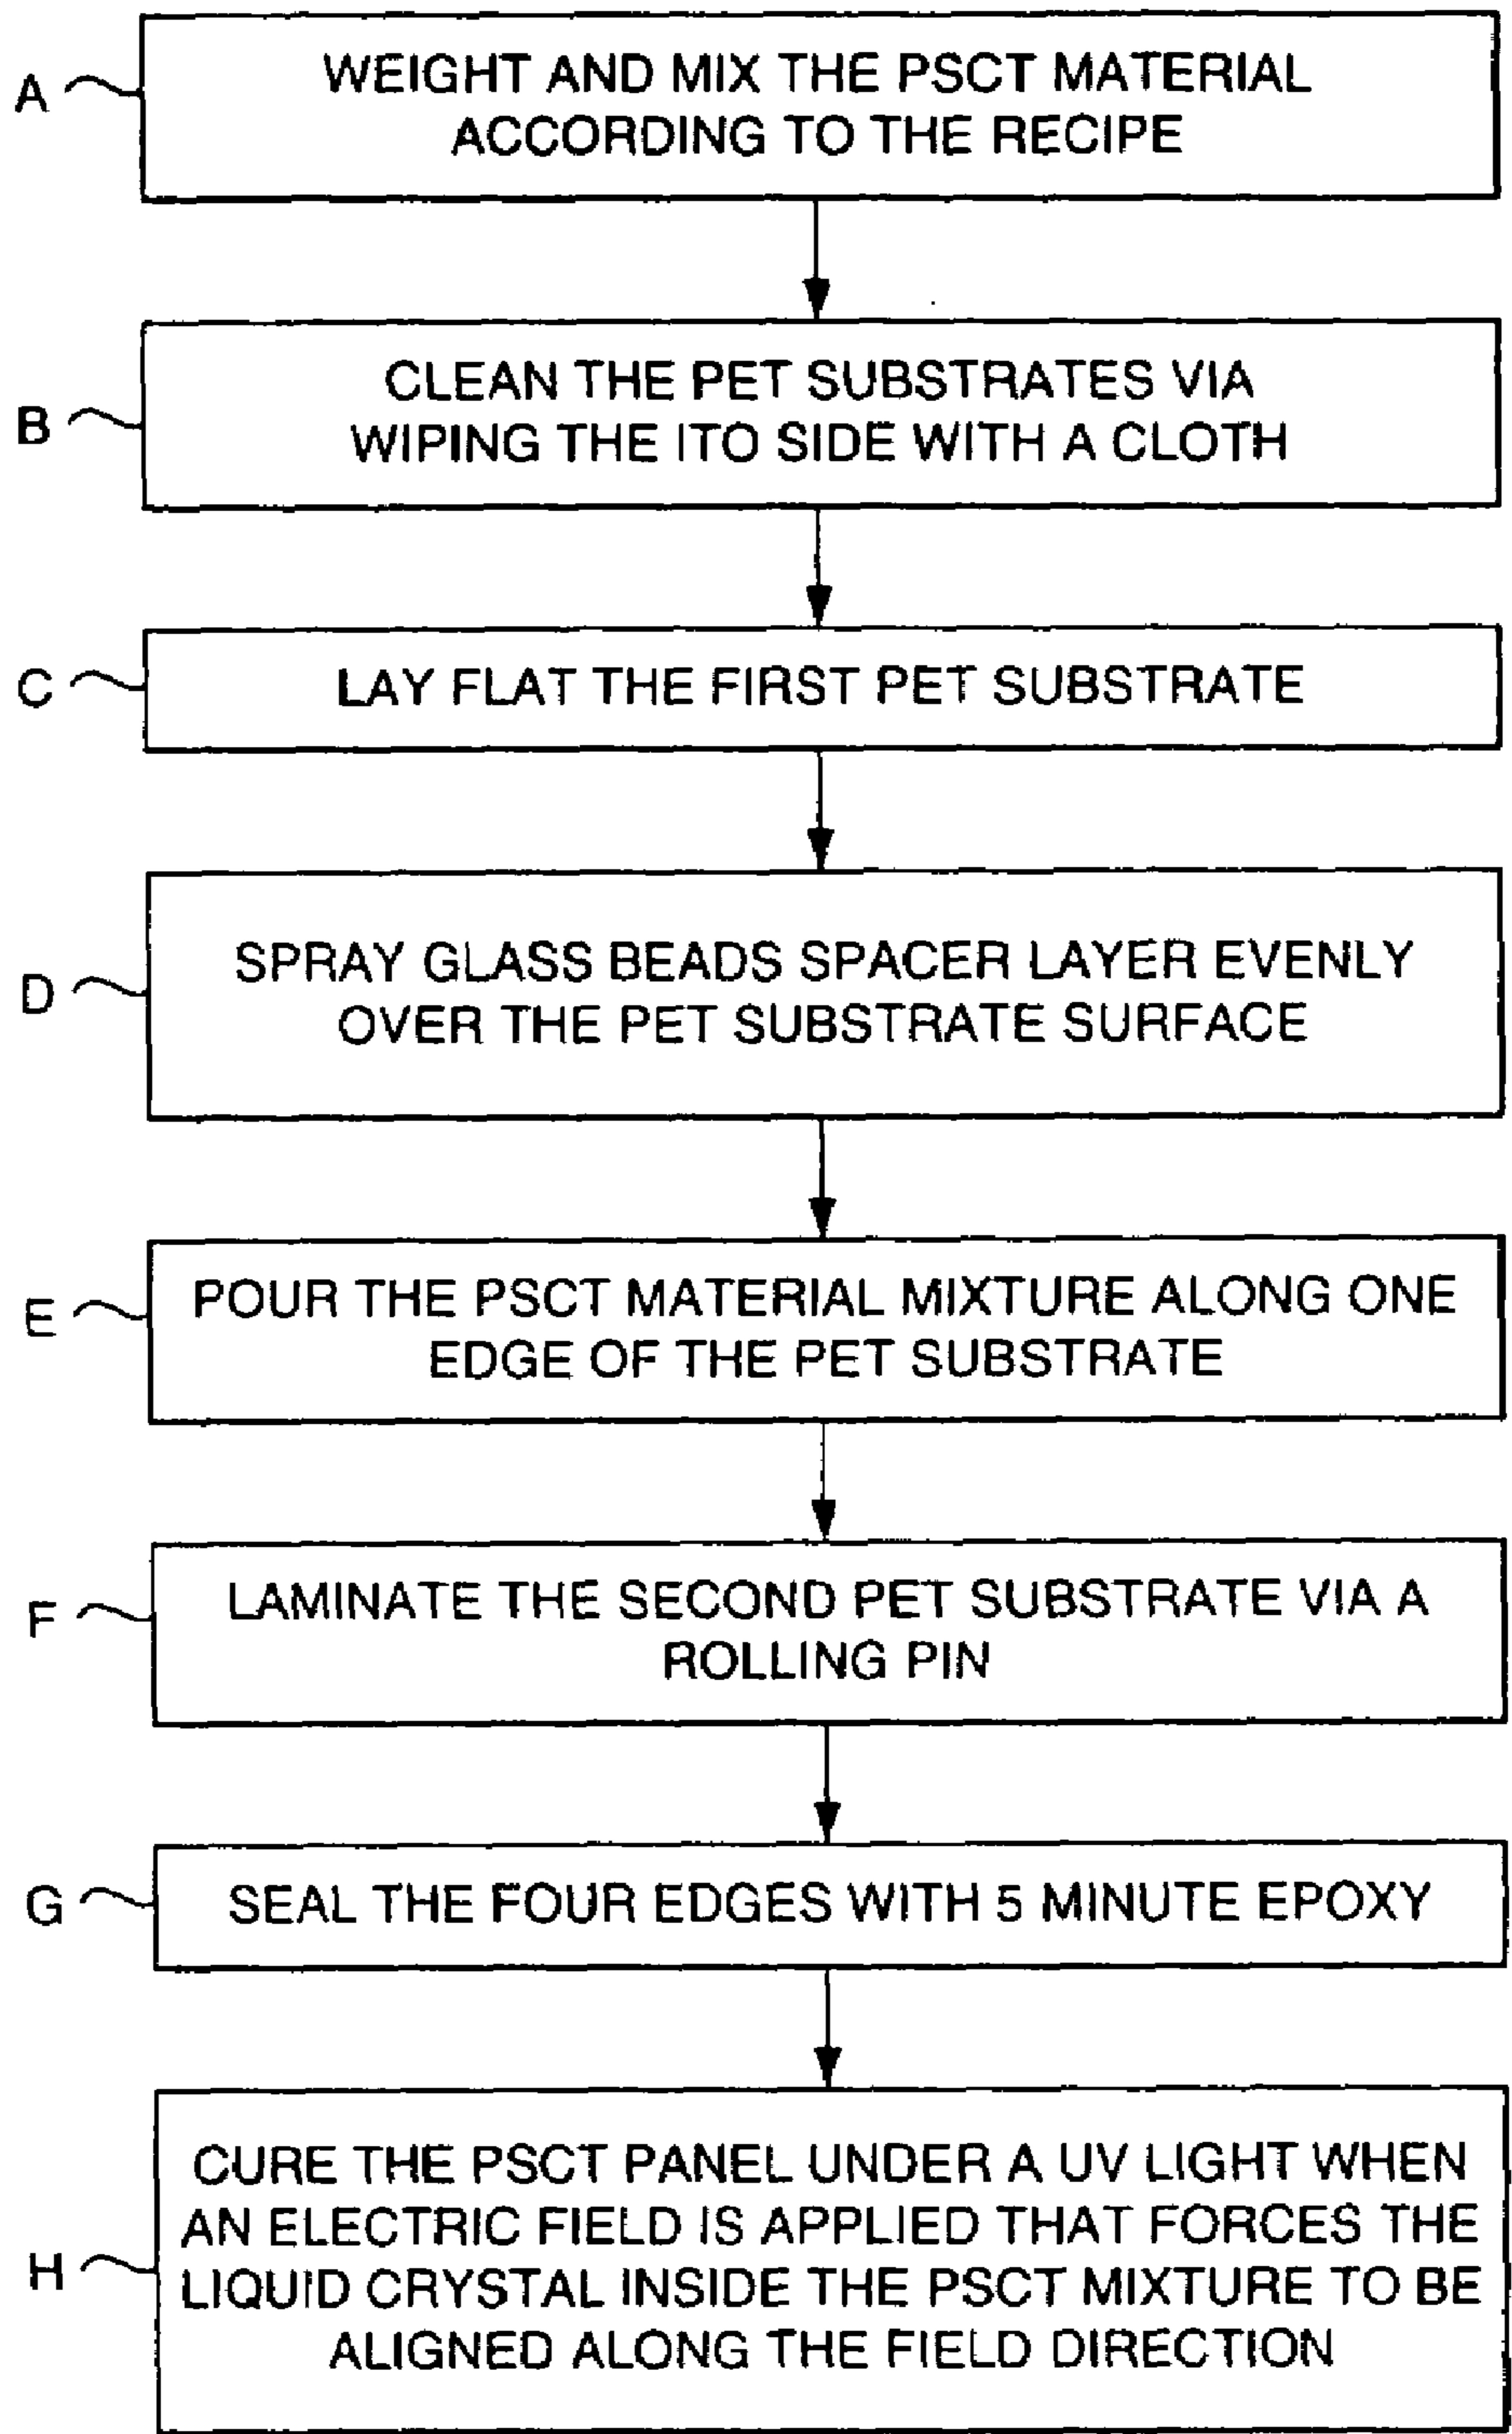 A
WEIGHT AND MIX THE PSCT MATERIAL
ACCORDING TO THE RECIPE
B
CLEAN THE PET SUBSTRATES VIA
WIPING THE ITO SIDE WITH A CLOTH
C
LAY FLAT THE FIRST PET SUBSTRATE
D
SPRAY GLASS BEADS SPACER LAYER EVENLY
OVER THE PET SUBSTRATE SURFACE
E
POUR THE PSCT MATERIAL MIXTURE ALONG ONE
EDGE OF THE PET SUBSTRATE
F
LAMINATE THE SECOND PET SUBSTRATE VIA A
ROLLING PIN
G
SEAL THE FOUR EDGES WITH 5 MINUTE EPOXY
H
CURE THE PSCT PANEL UNDER A UV LIGHT WHEN
AN ELECTRIC FIELD IS APPLIED THAT FORCES THE
LIQUID CRYSTAL INSIDE THE PSCT MIXTURE TO BE
ALIGNED ALONG THE FIELD DIRECTION